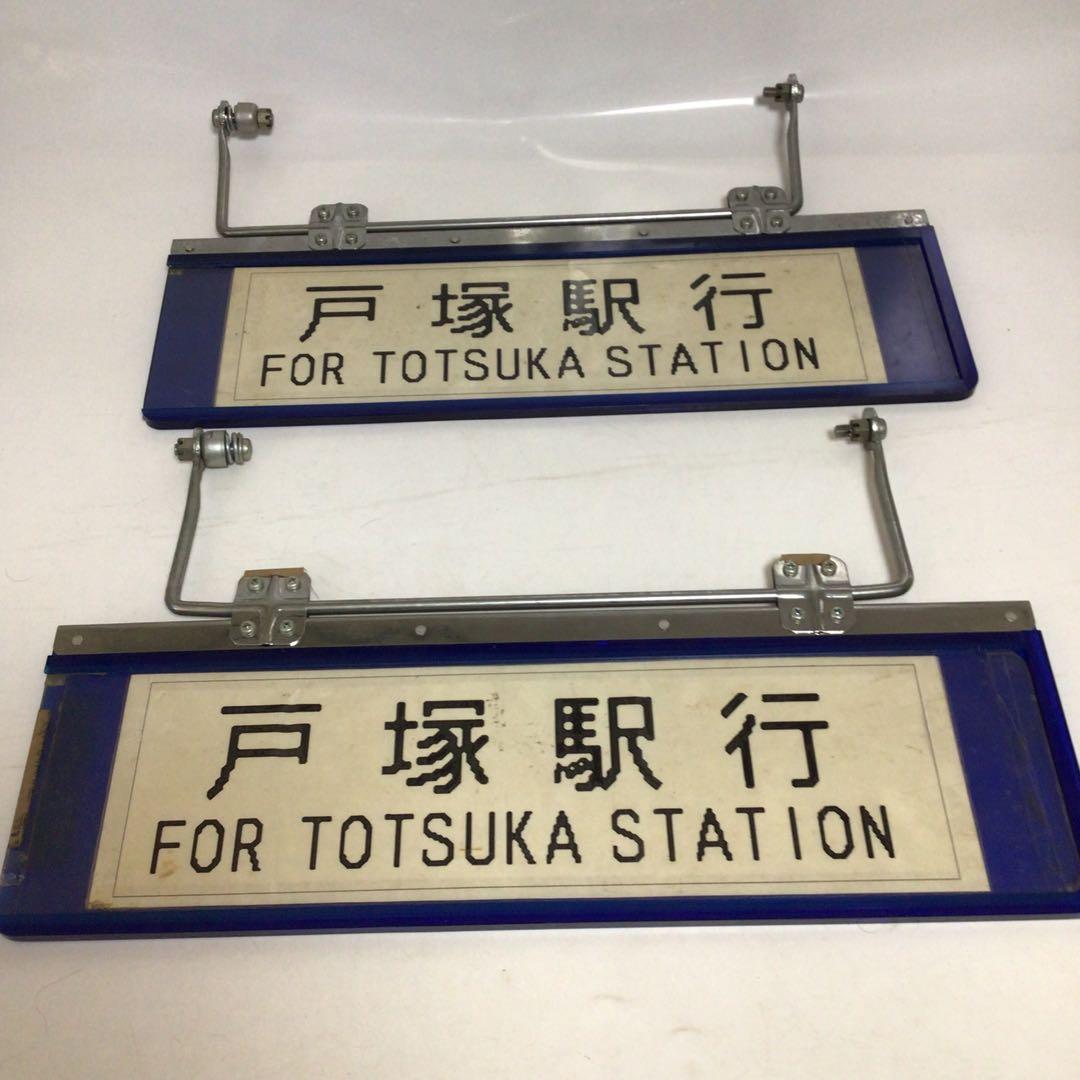 戸塚駅行
FOR TOTSUKA STATION
戸塚駅行
FOR TOTSUKA STATION